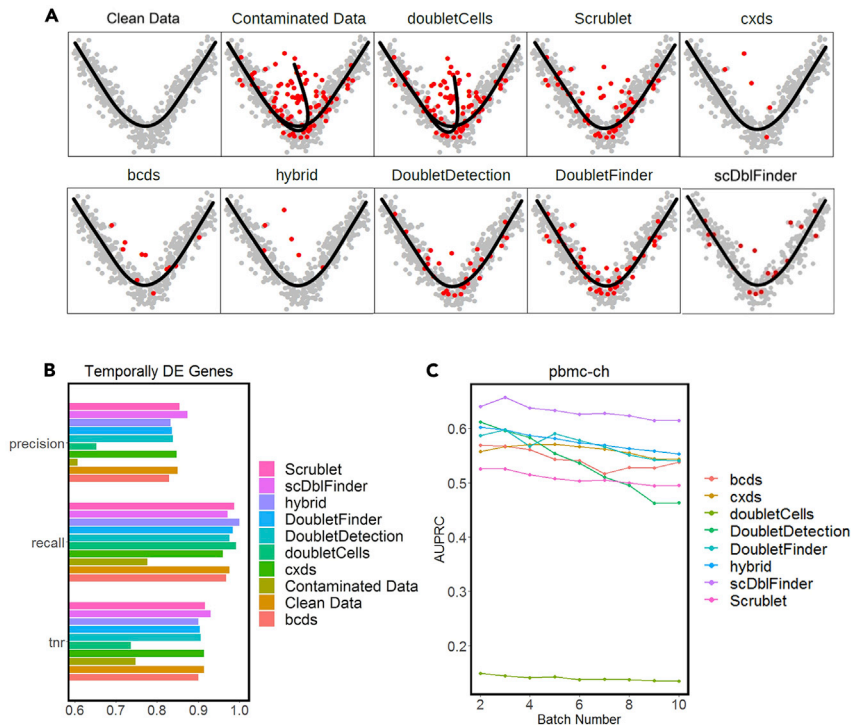 A
Clean Data Contaminated Data doubletCells Scrublet cxds
bcds hybrid DoubletDetection DoubletFinder scDblFinder
B
Temporally DE Genes
precision
recall
tnr
0.6 0.7 0.8 0.9 1.0
Scrublet
scDblFinder
hybrid
DoubletFinder
DoubletDetection
doubletCells
cxds
Contaminated Data
Clean Data
bcds
C
pbmc-ch
AUPRC
0.6
0.5
0.4
0.3
0.2
2 4 6 8 10
Batch Number
bcds
cxds
doubletCells
DoubletDetection
DoubletFinder
hybrid
scDblFinder
Scrublet